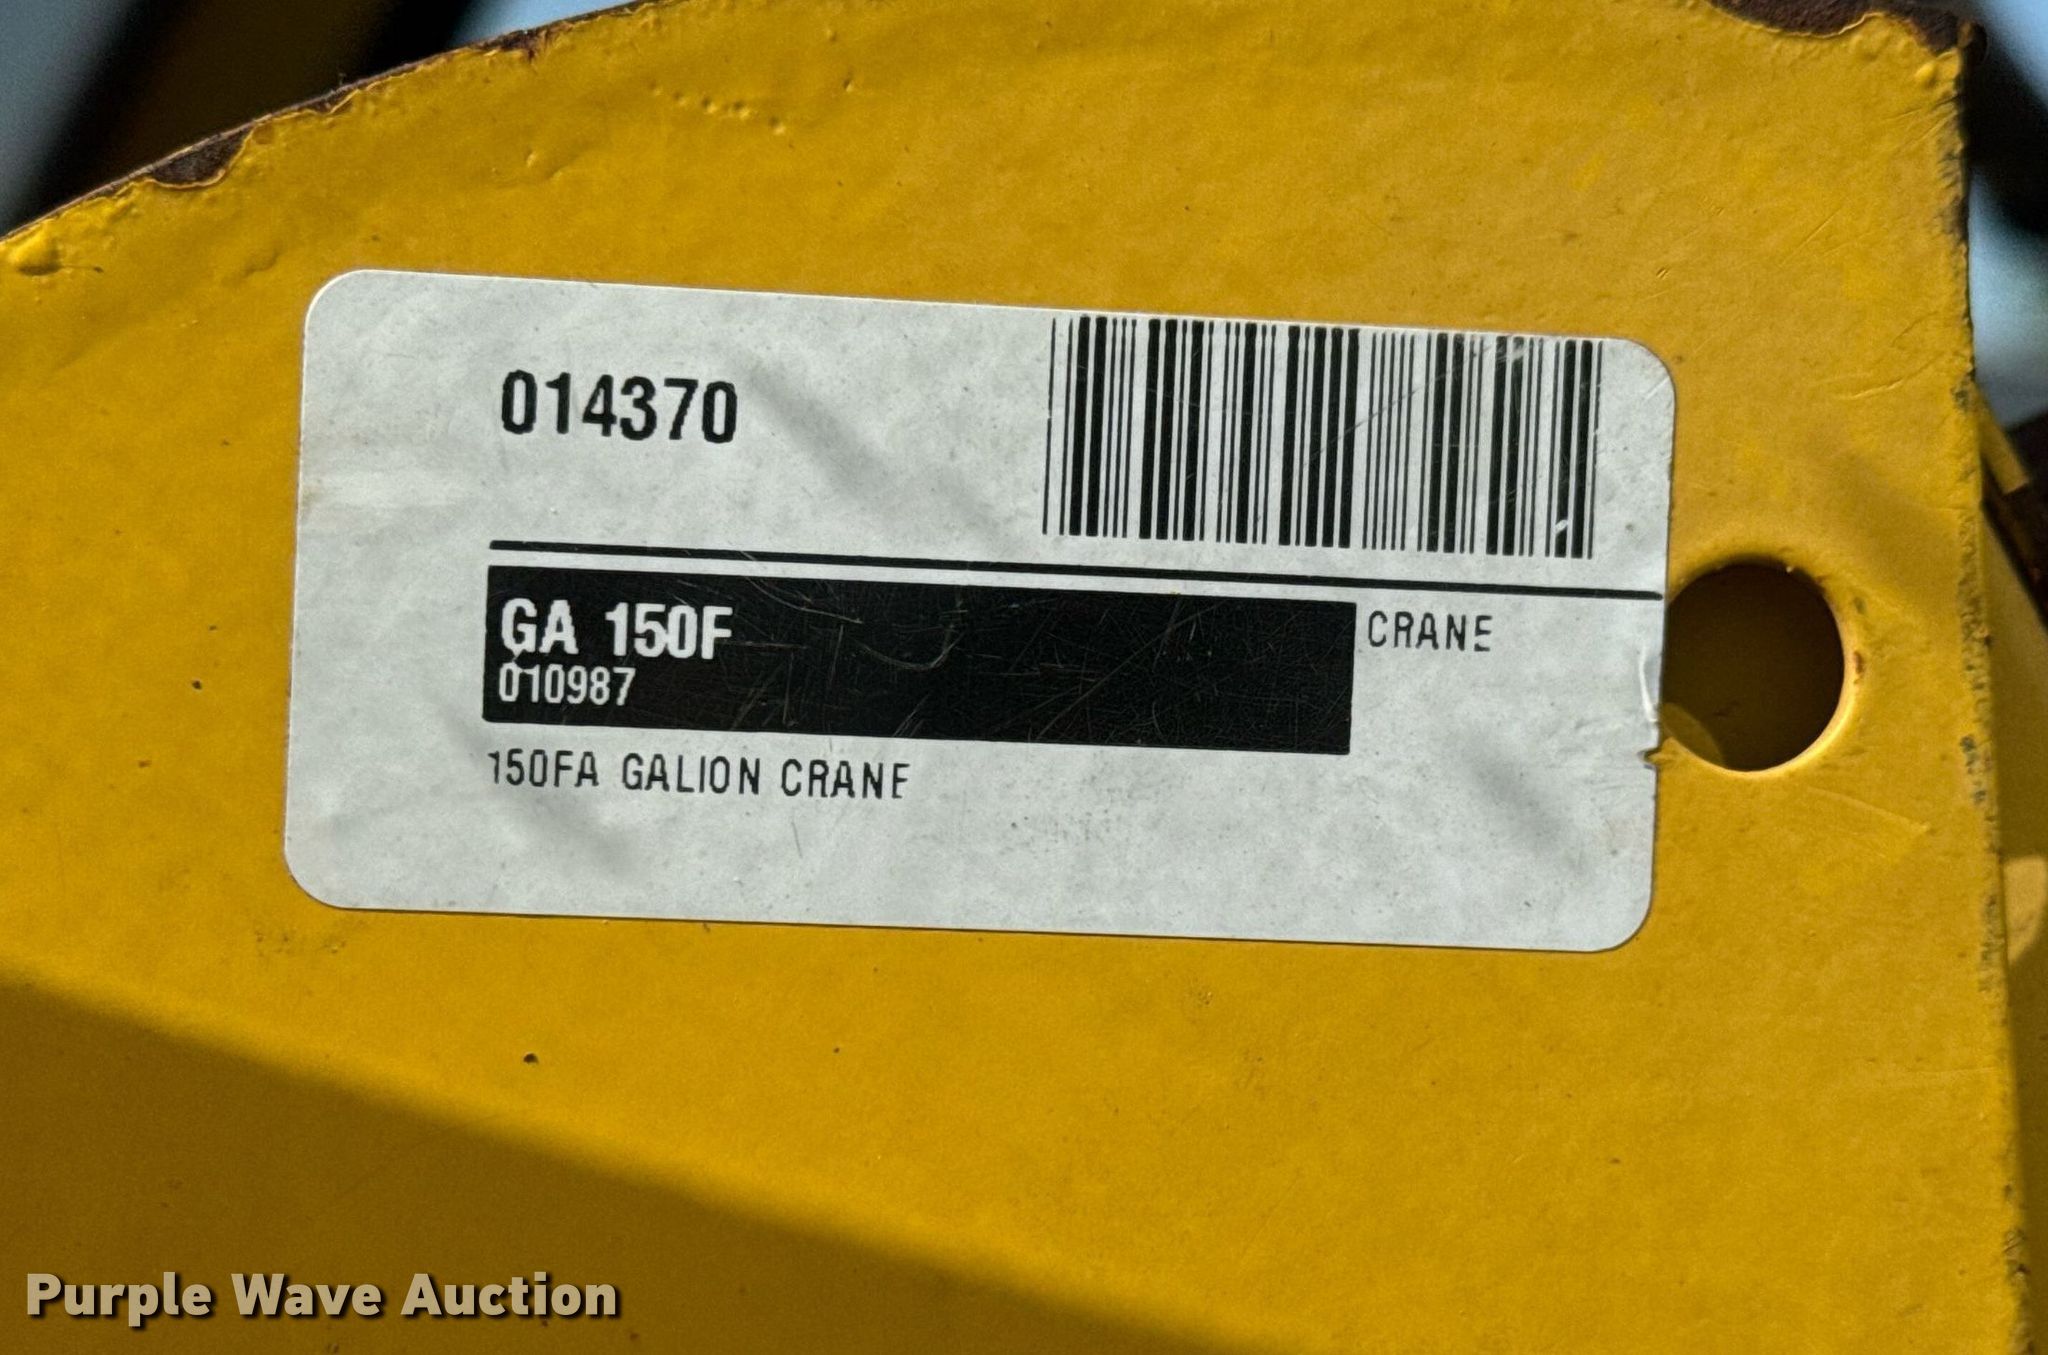 014370
GA 150F
CRANE
010987
150FA GALION CRANE
Purple Wave Auction